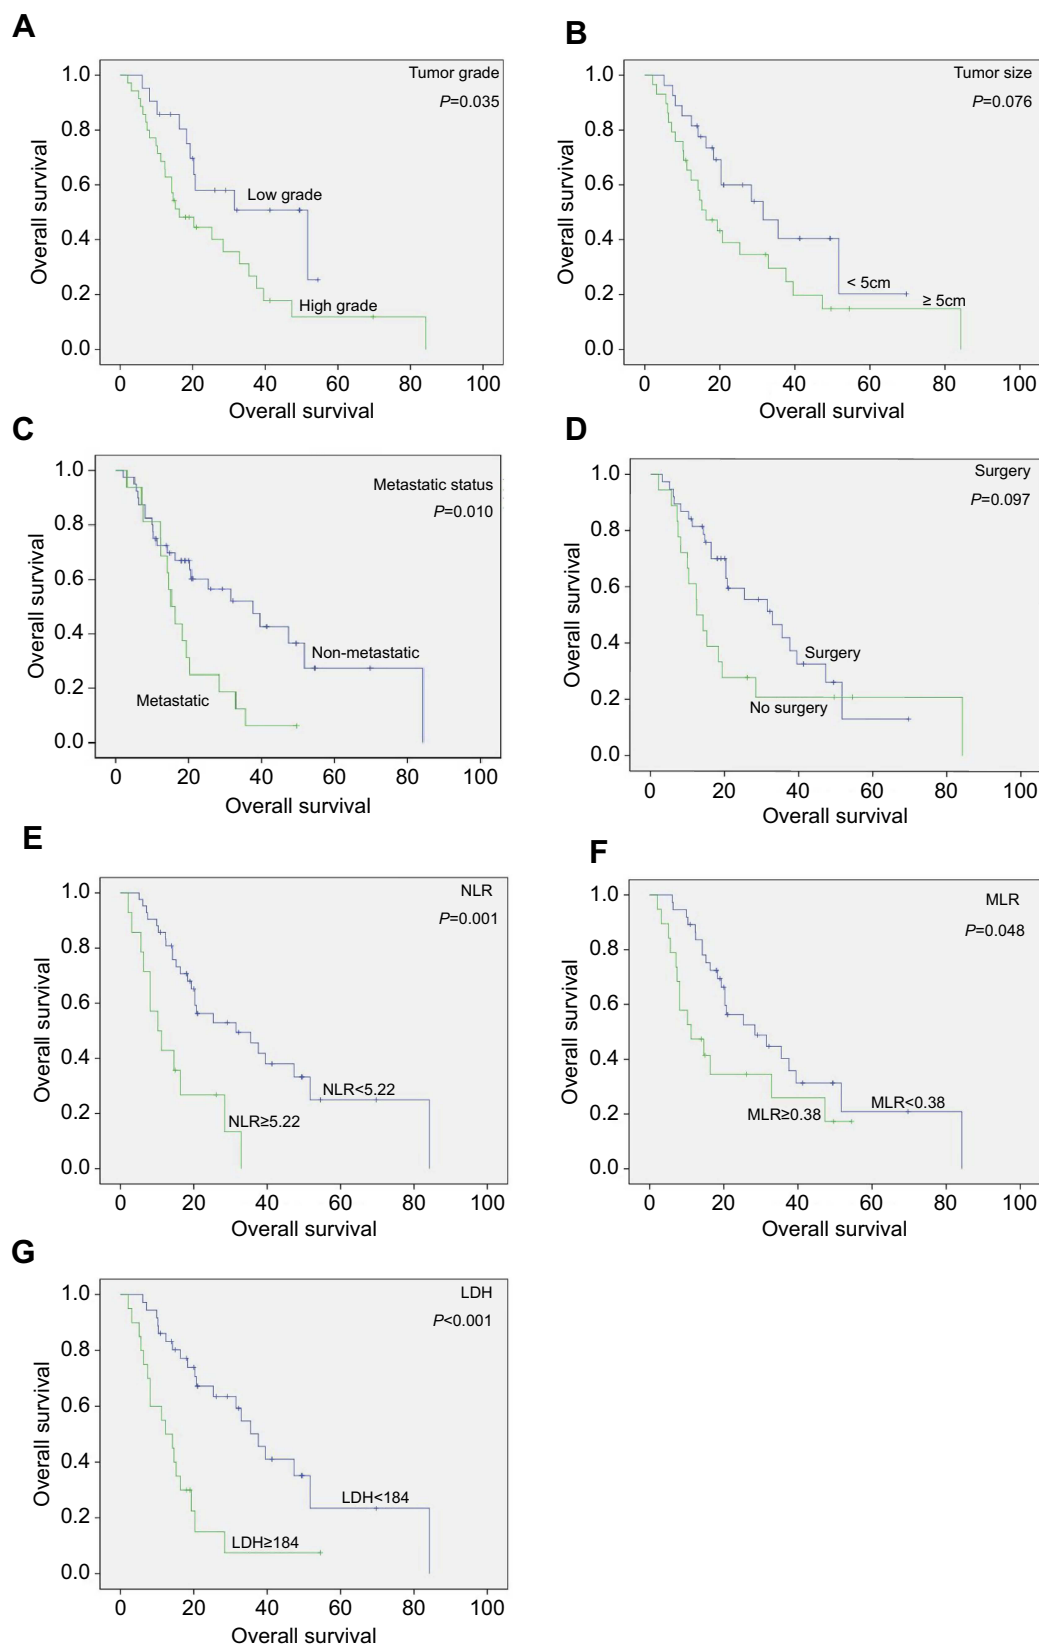 A
Tumor grade
P=0.035
1.0
0.8
0.6
0.4
0.2
0.0
Overall survival
Low grade
High grade
0 20 40 60 80 100
Overall survival
B
Tumor size
P=0.076
1.0
0.8
0.6
0.4
0.2
0.0
Overall survival
< 5cm
≥ 5cm
0 20 40 60 80 100
Overall survival
C
Metastatic status
P=0.010
1.0
0.8
0.6
0.4
0.2
0.0
Overall survival
Non-metastatic
Metastatic
0 20 40 60 80 100
Overall survival
D
Surgery
P=0.097
1.0
0.8
0.6
0.4
0.2
0.0
Overall survival
Surgery
No surgery
0 20 40 60 80 100
Overall survival
E
NLR
P=0.001
1.0
0.8
0.6
0.4
0.2
0.0
Overall survival
NLR<5.22
NLR≥5.22
0 20 40 60 80 100
Overall survival
F
MLR
P=0.048
1.0
0.8
0.6
0.4
0.2
0.0
Overall survival
MLR<0.38
MLR≥0.38
0 20 40 60 80 100
Overall survival
G
LDH
P<0.001
1.0
0.8
0.6
0.4
0.2
0.0
Overall survival
LDH<184
LDH≥184
0 20 40 60 80 100
Overall survival